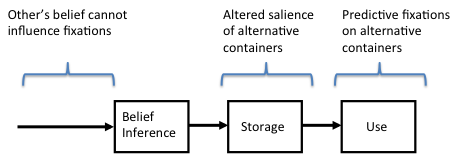 Other's belief cannot
influence fixations
Altered salience
of alternative
containers
Predictive fixations
on alternative
containers
Belief
Inference
Storage
Use